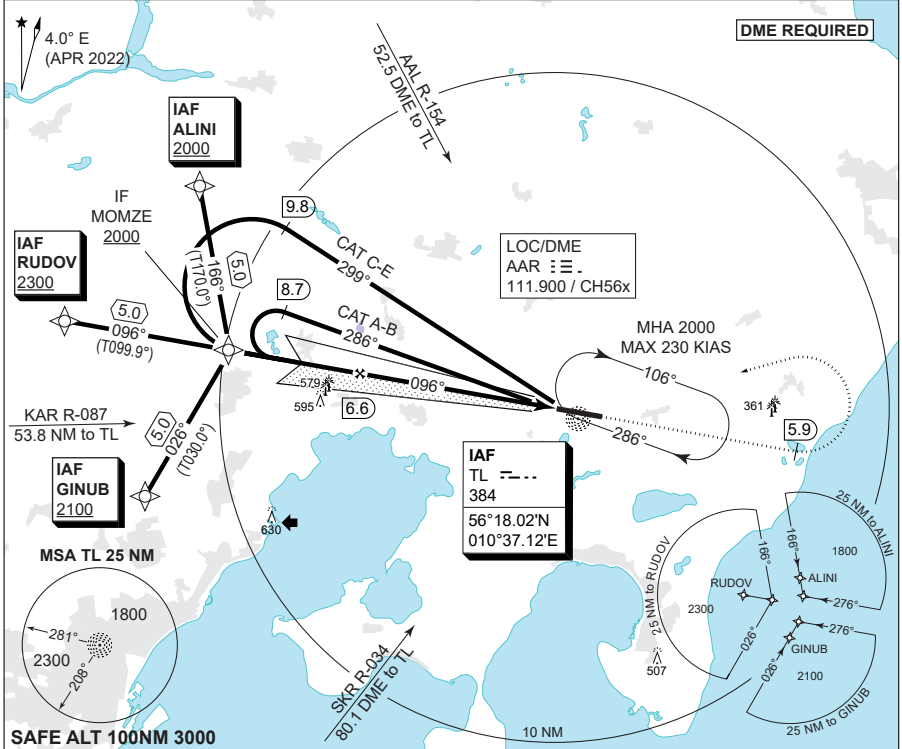 4.0° E
(APR 2022)
DME REQUIRED
AAL R-154
52.5 DME to TL
IAF
ALINI
2000
IF
MOMZE
2000
IAF
RUDOV
2300
9.8
CAT C-E
299°
LOC/DME
AAR
111.900 / CH56x
166°
(T170.0°)
5.0
8.7
CAT A-B
286°
5.0
096°
(T099.9°)
MHA 2000
MAX 230 KIAS
106°
286°
096°
579
595
6.6
361
5.9
KAR R-087
53.8 NM to TL
5.0
026°
(T030.0°)
IAF
GINUB
2100
IAF
TL
384
56°18.02'N
010°37.12'E
630
MSA TL 25 NM
1800
281°
2300
208°
SKR R-034
80.1 DME to TL
25 NM to RUDOV
166°
RUDOV
2300
026°
507
25 NM to ALINI
166°
1800
ALINI
276°
276°
GINUB
026°
2100
25 NM to GINUB
10 NM
SAFE ALT 100NM 3000